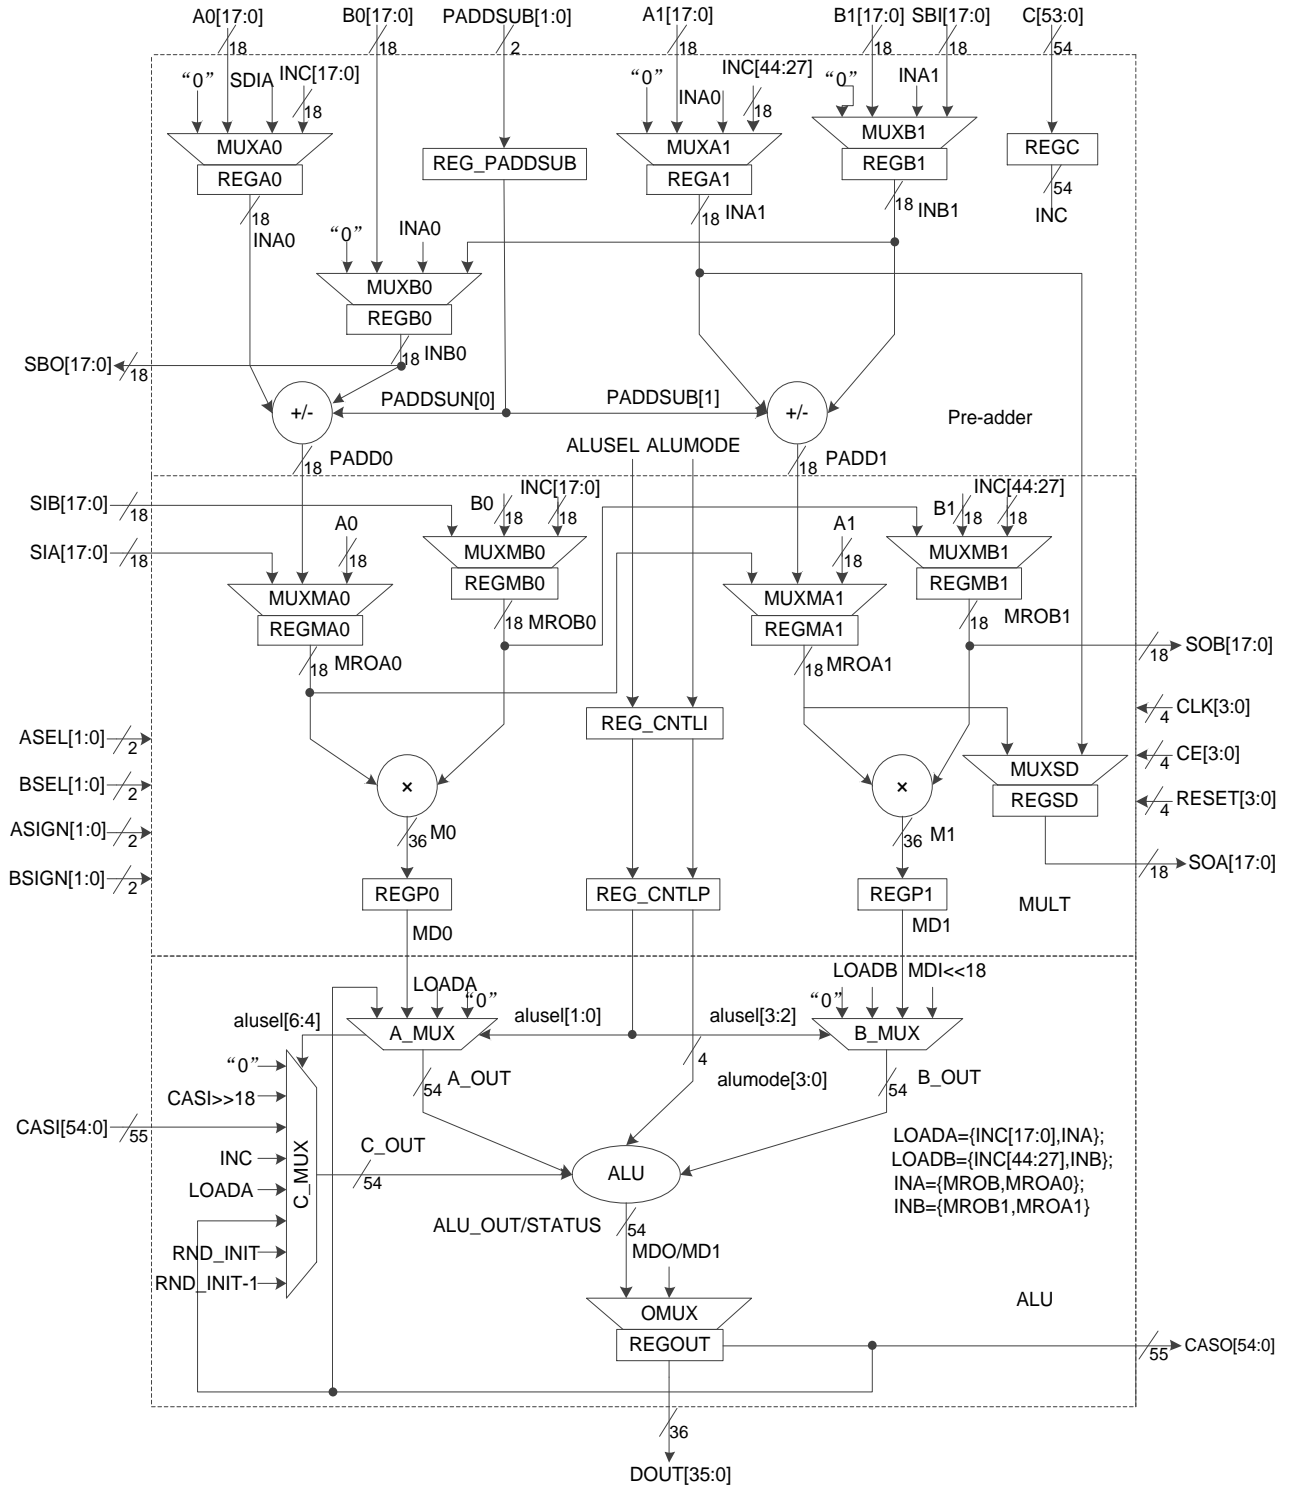 A0[17:0] B0[17:0] PADDSUB[1:0] A1[17:0] B1[17:0] SBI[17:0] C[53:0]
18 18 2 18 18 18 54
“0” SDIA INC[17:0] “0” INA0 INC[44:27] “0” INA1
18 18
MUXA0 MUXA1 MUXB1 REGC
REGA0 REG_PADDSUB REGA1 REGB1
18 18 INA1 18 INB1 54
INA0 INC
“0” INA0
MUXB0
REGB0
18 INB0
SBO[17:0] 18
+/- PADDSUN[0] PADDSUB[1] +/-
Pre-adder
18 PADD0 ALUSEL ALUMODE 18 PADD1
SIB[17:0] 18 B0 18 INC[17:0] 18 B1 18 INC[44:27] 18
SIA[17:0] 18 A0 18 MUXMB0 A1 18 MUXMB1
MUXMA0 REGMB0 MUXMA1 REGMB1
REGMA0 18 MROB0 REGMA1 18 MROB1
18 MROA0 18 MROA1 18 SOB[17:0]
REG_CNTLI 4 CLK[3:0]
ASEL[1:0] 2 4 CE[3:0]
BSEL[1:0] 2 × × MUXSD
REGSD 4 RESET[3:0]
ASIGN[1:0] 2 36 M0 36 M1
18 SOA[17:0]
BSIGN[1:0] 2 REGP0 REG_CNTLP REGP1
MULT
MD0 MD1
LOADA “0” LOADB MDI<<18
“0”
alusel[6:4] A_MUX alusel[1:0] alusel[3:2] B_MUX
“0” 54 A_OUT 4 alumode[3:0] 54 B_OUT
CASI>>18
CASI[54:0] 55
INC C_MUX C_OUT 54 ALU
LOADA={INC[17:0],INA};
LOADB={INC[44:27],INB};
INA={MROB,MROA0};
INB={MROB1,MROA1}
LOADA
ALU_OUT/STATUS 54
RND_INIT MDO/MD1
RND_INIT-1
OMUX ALU
REGOUT 55 CASO[54:0]
36
DOUT[35:0]